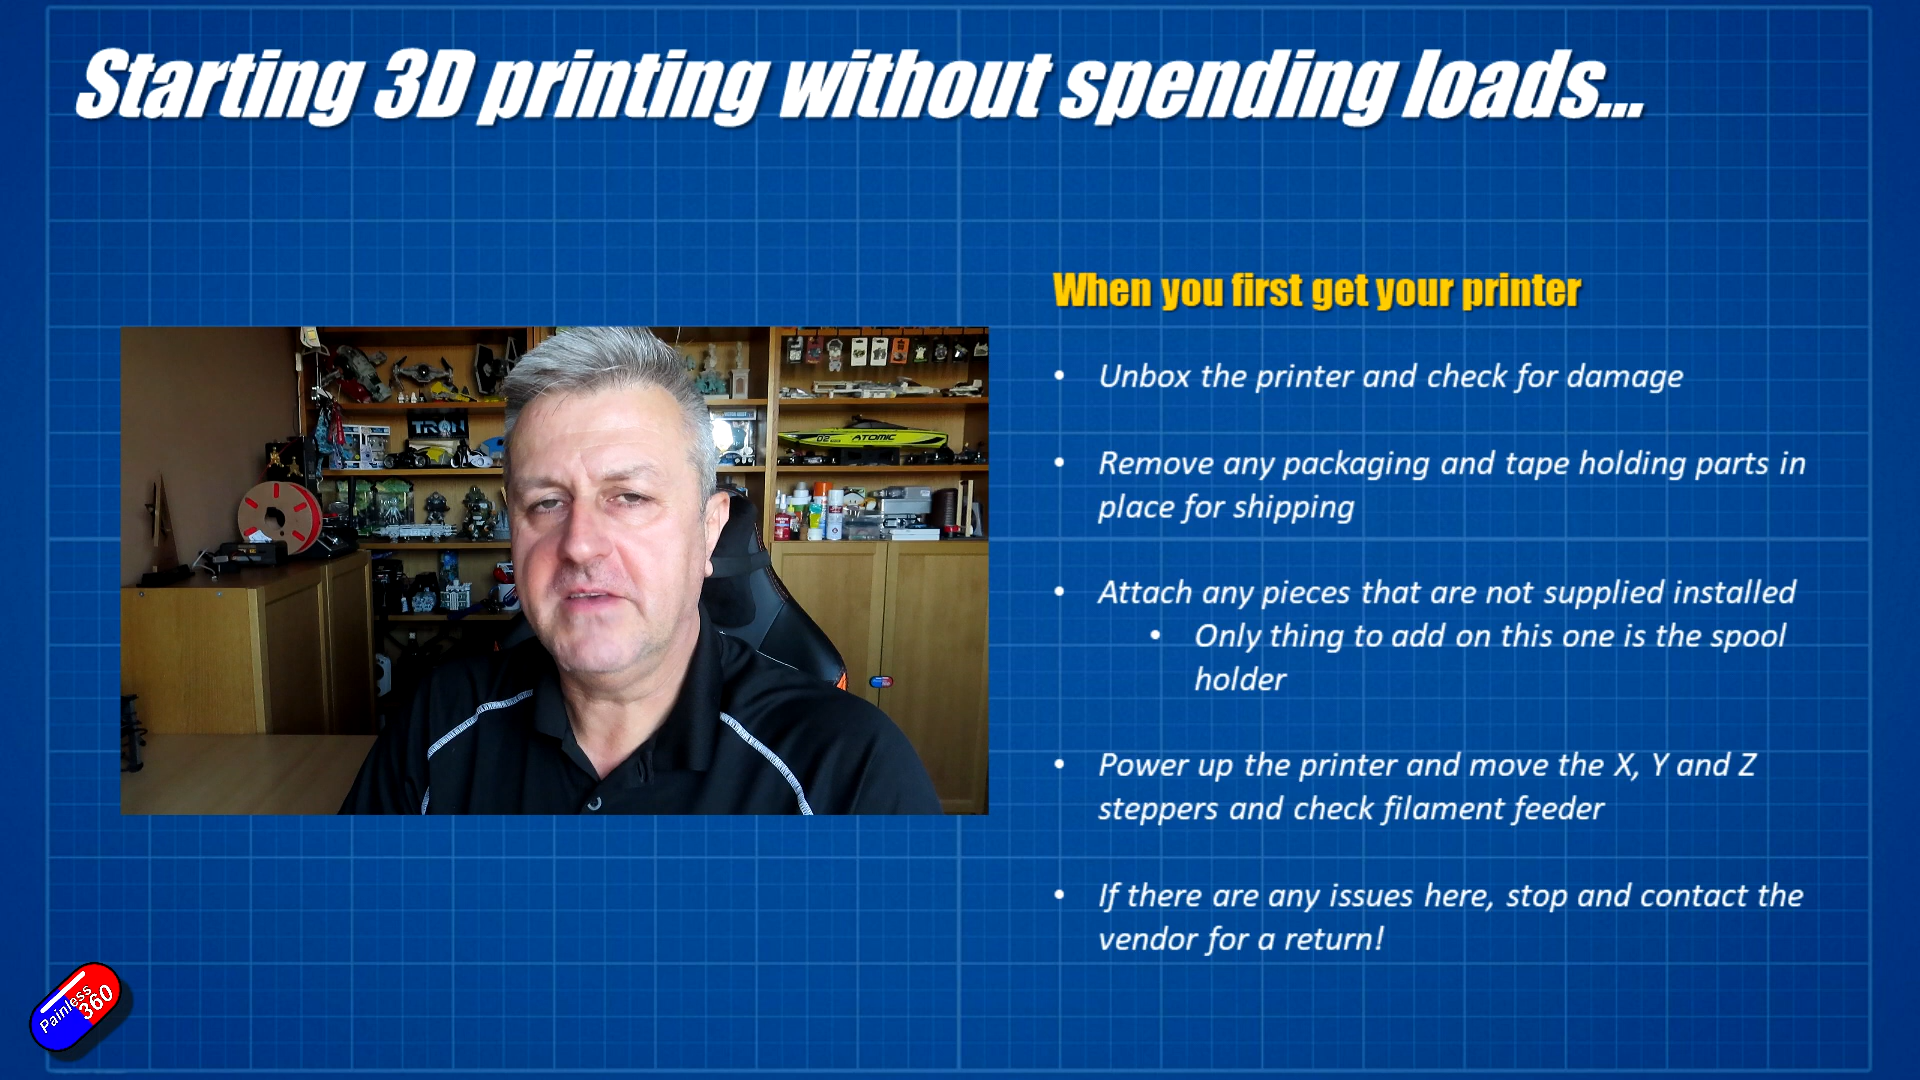 Starting 3D printing without spending loads...
When you first get your printer
• Unbox the printer and check for damage
• Remove any packaging and tape holding parts in
place for shipping
• Attach any pieces that are not supplied installed
• Only thing to add on this one is the spool
holder
• Power up the printer and move the X, Y and Z
steppers and check filament feeder
• If there are any issues here, stop and contact the
vendor for a return!
TRON
ATOMIC
Painless
360